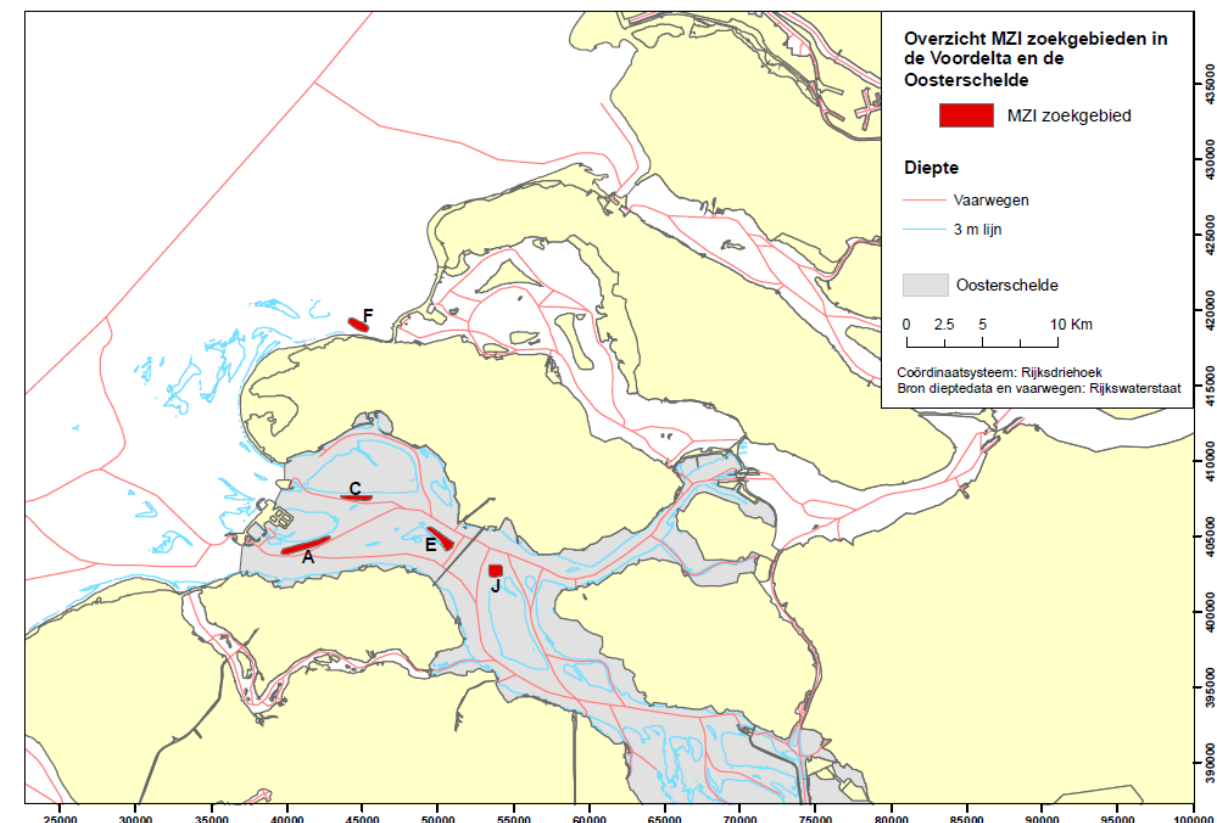 Overzicht MZI zoekgebieden in
de Voordelta en de
Oosterschelde
MZI zoekgebied
Diepte
Vaarwegen
3 m lijn
Oosterschelde
0 2.5 5 10 Km
Coördinaatsysteem: Rijksdriehoek
Bron dieptedata en vaarwegen: Rijkswaterstaat
F
C
A
E
J
435000
430000
425000
420000
415000
410000
405000
400000
395000
390000
25000 30000 35000 40000 45000 50000 55000 60000 65000 70000 75000 80000 85000 90000 95000 100000